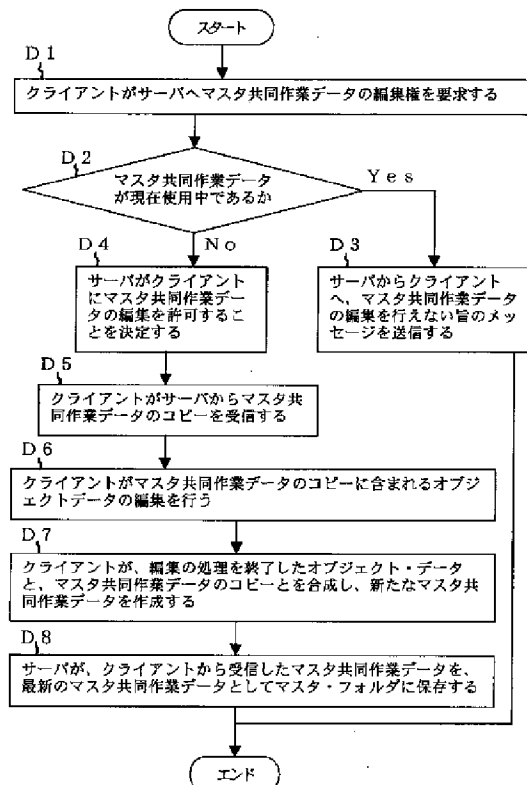 スタート
D1
クライアントがサーバへマスタ共同作業データの編集権を要求する
D2
マスタ共同作業データ
が現在使用中であるか
Yes
No
D3
サーバからクライアント
へ、マスタ共同作業データ
の編集を行えない旨のメッ
セージを送信する
D4
サーバがクライアント
にマスタ共同作業デー
タの編集を許可するこ
とを決定する
D5
クライアントがサーバからマスタ共
同作業データのコピーを受信する
D6
クライアントがマスタ共同作業データのコピーに含まれるオブ
ジェクトデータの編集を行う
D7
クライアントが、編集の処理を終了したオブジェクト・データ
と、マスタ共同作業データのコピーとを合成し、新たなマスタ共
同作業データを作成する
D8
サーバが、クライアントから受信したマスタ共同作業データを、
最新のマスタ共同作業データとしてマスタ・フォルダに保存する
エンド